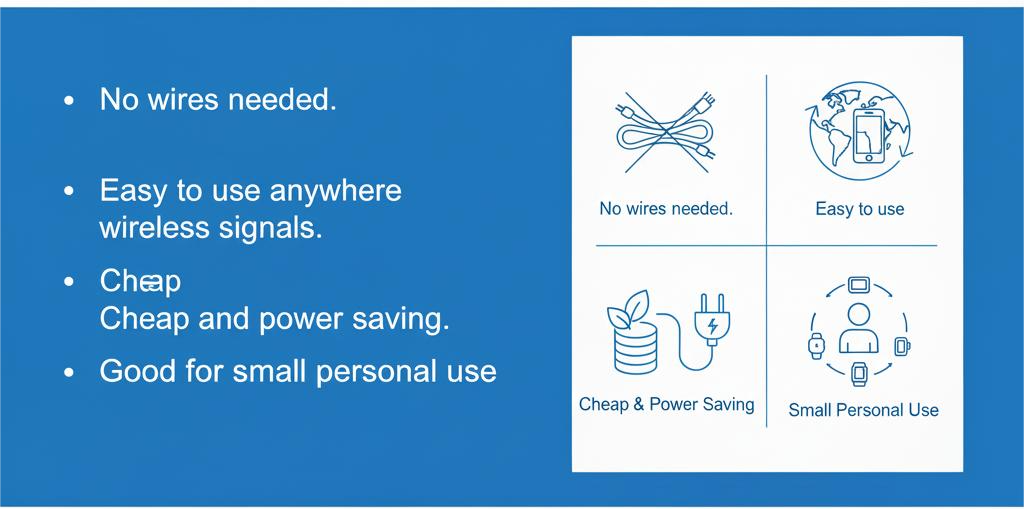 • No wires needed.
• Easy to use anywhere
wireless signals.
• Cheap
Cheap and power saving.
• Good for small personal use
No wires needed.
Easy to use
Cheap & Power Saving
Small Personal Use